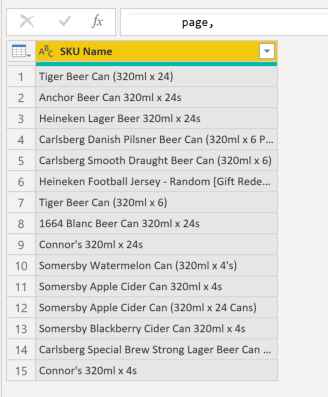 page,
ABC SKU Name
1 Tiger Beer Can (320ml x 24)
2 Anchor Beer Can 320ml x 24s
3 Heineken Lager Beer 320ml x 24s
4 Carlsberg Danish Pilsner Beer Can (320ml x 6 P...
5 Carlsberg Smooth Draught Beer Can (320ml x 6)
6 Heineken Football Jersey - Random [Gift Rede...
7 Tiger Beer Can (320ml x 6)
8 1664 Blanc Beer Can 320ml x 24s
9 Connor's 320ml x 24s
10 Somersby Watermelon Can (320ml x 4's)
11 Somersby Apple Cider Can 320ml x 4s
12 Somersby Apple Cider Can (320ml x 24 Cans)
13 Somersby Blackberry Cider Can 320ml x 4s
14 Carlsberg Special Brew Strong Lager Beer Can ...
15 Connor's 320ml x 4s